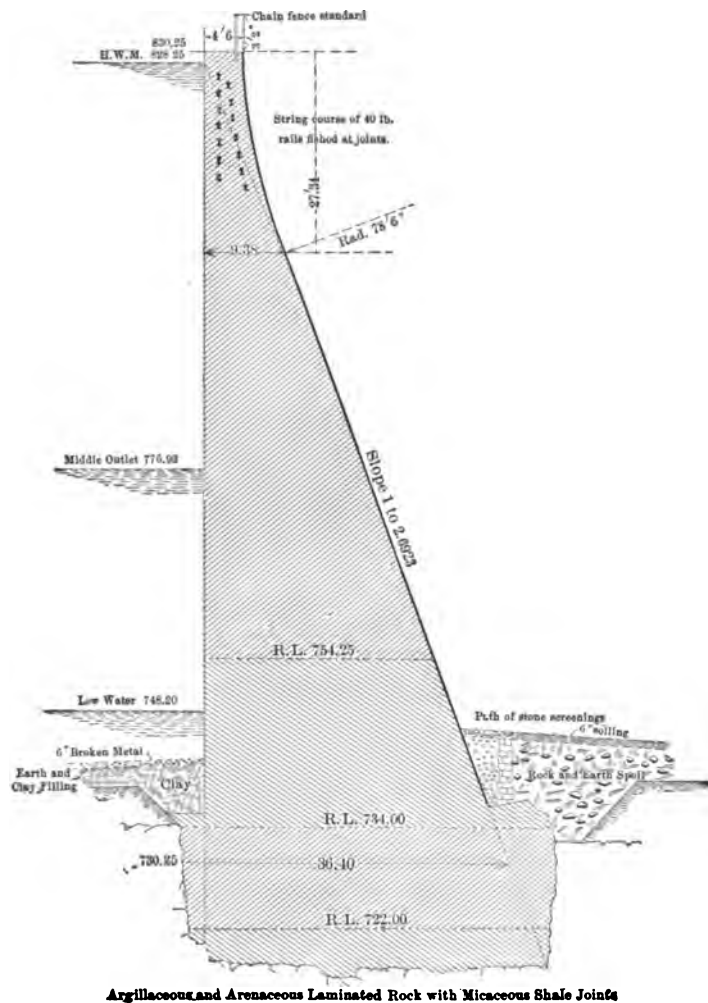 Chain fence standard
4'6
830.25
H.W.M. 828.25
String course of 40 lb.
rails fished at joints.
27.34
Rad. 78'6"
9.38
Middle Outlet 776.93
Slope 1 to 2.6923
R.L. 754.25
Low Water 748.20
Path of stone screenings
6" soiling
6" Broken Metal
Earth and
Clay Filling
Clay
Rock and Earth Spoil
R.L. 734.00
730.25
36.40
R.L. 722.00
Argillaceous and Arenaceous Laminated Rock with Micaceous Shale Joints